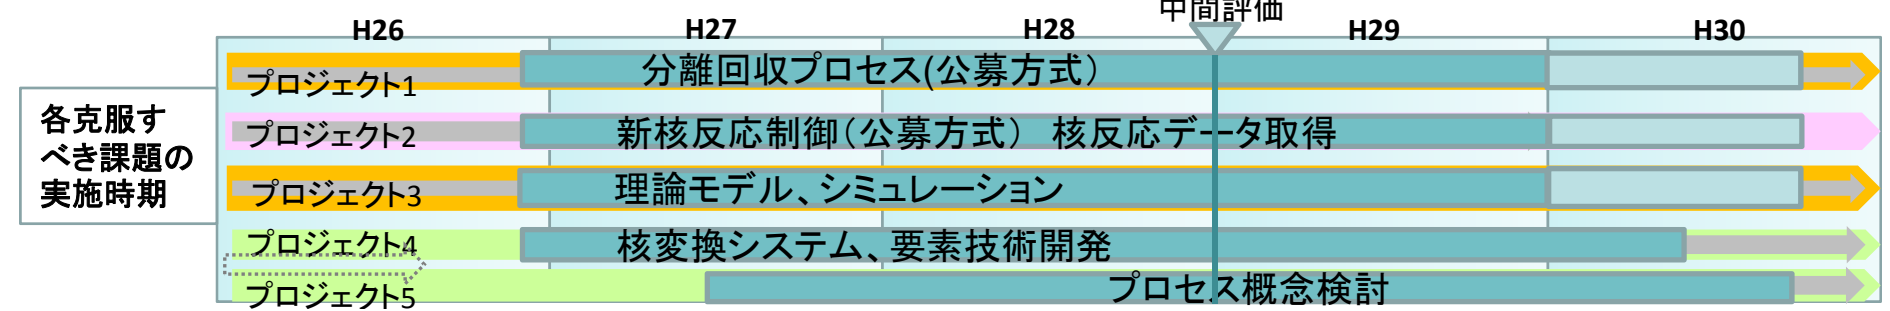 中間評価
H26 H27 H28 H29 H30
各克服す
べき課題の
実施時期
プロジェクト1 分離回収プロセス(公募方式）
プロジェクト2 新核反応制御（公募方式） 核反応データ取得
プロジェクト3 理論モデル、シミュレーション
プロジェクト4 核変換システム、要素技術開発
プロジェクト5 プロセス概念検討